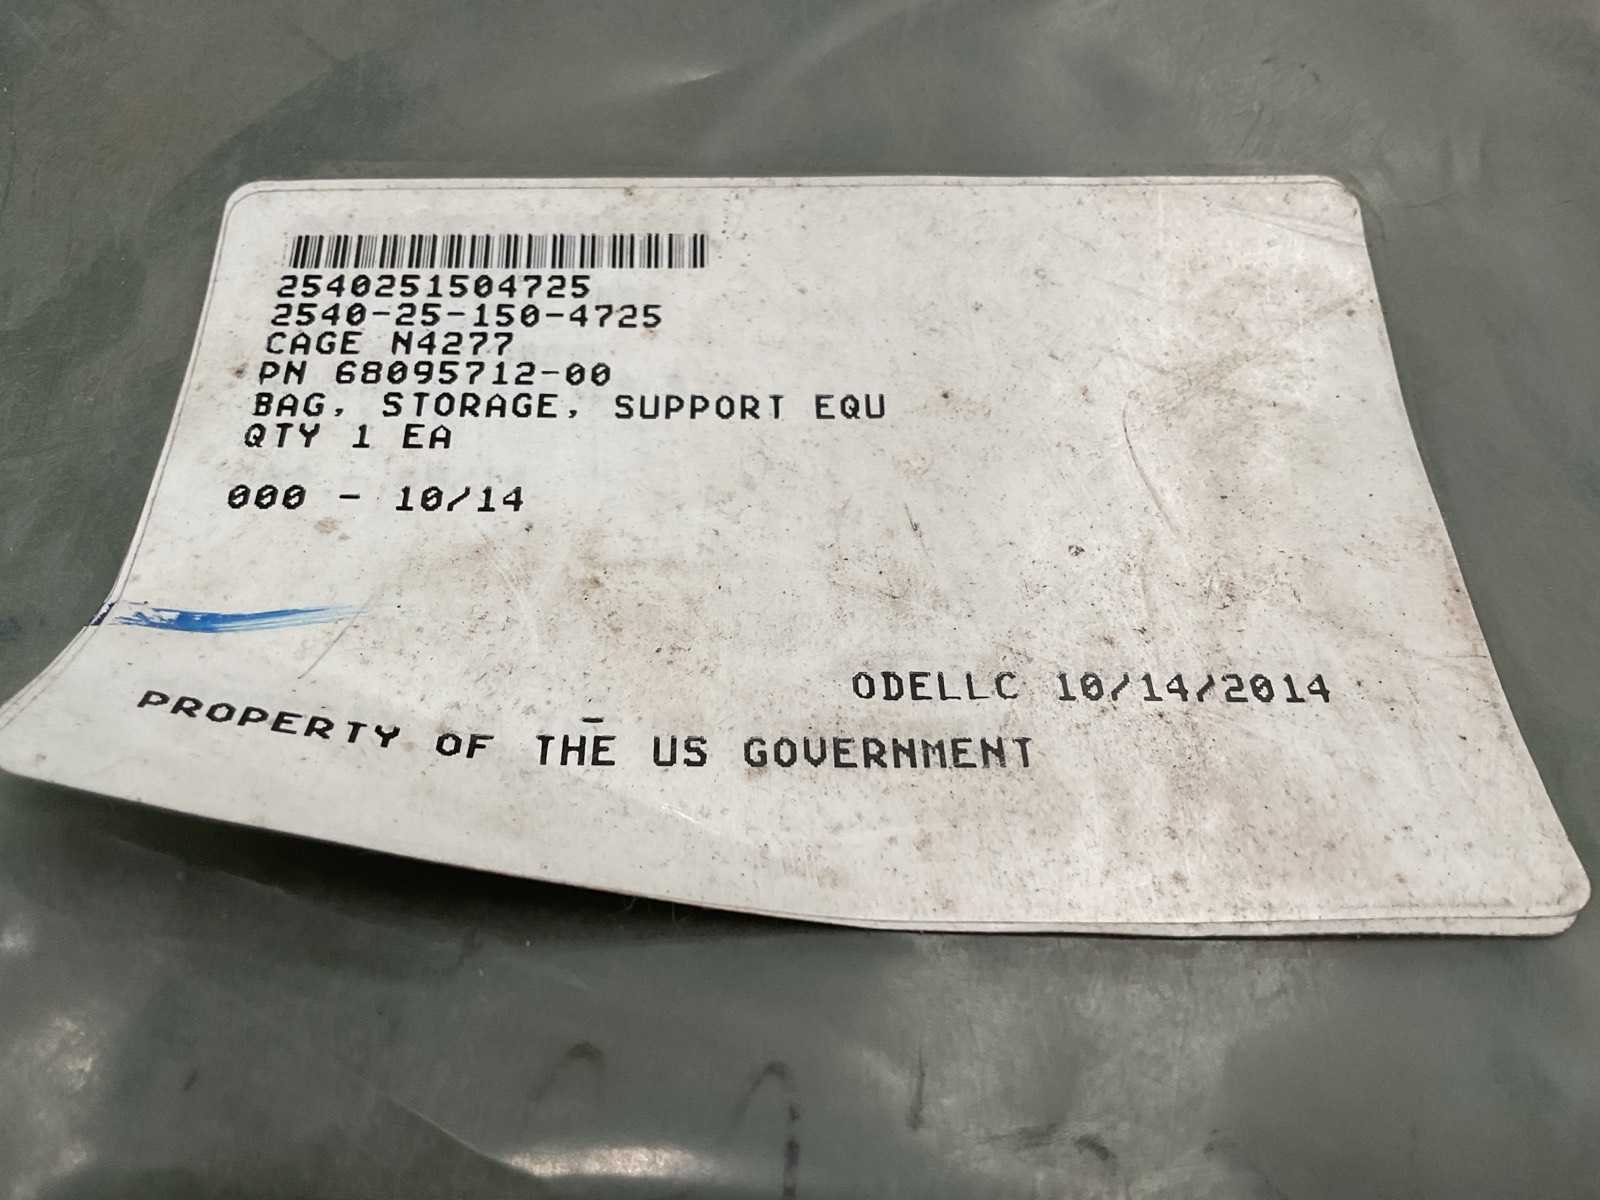 2540251504725
2540-25-150-4725
CAGE N4277
PN 68095712-00
BAG, STORAGE, SUPPORT EQU
QTY 1 EA
000 - 10/14
ODELLC 10/14/2014
PROPERTY OF THE US GOVERNMENT